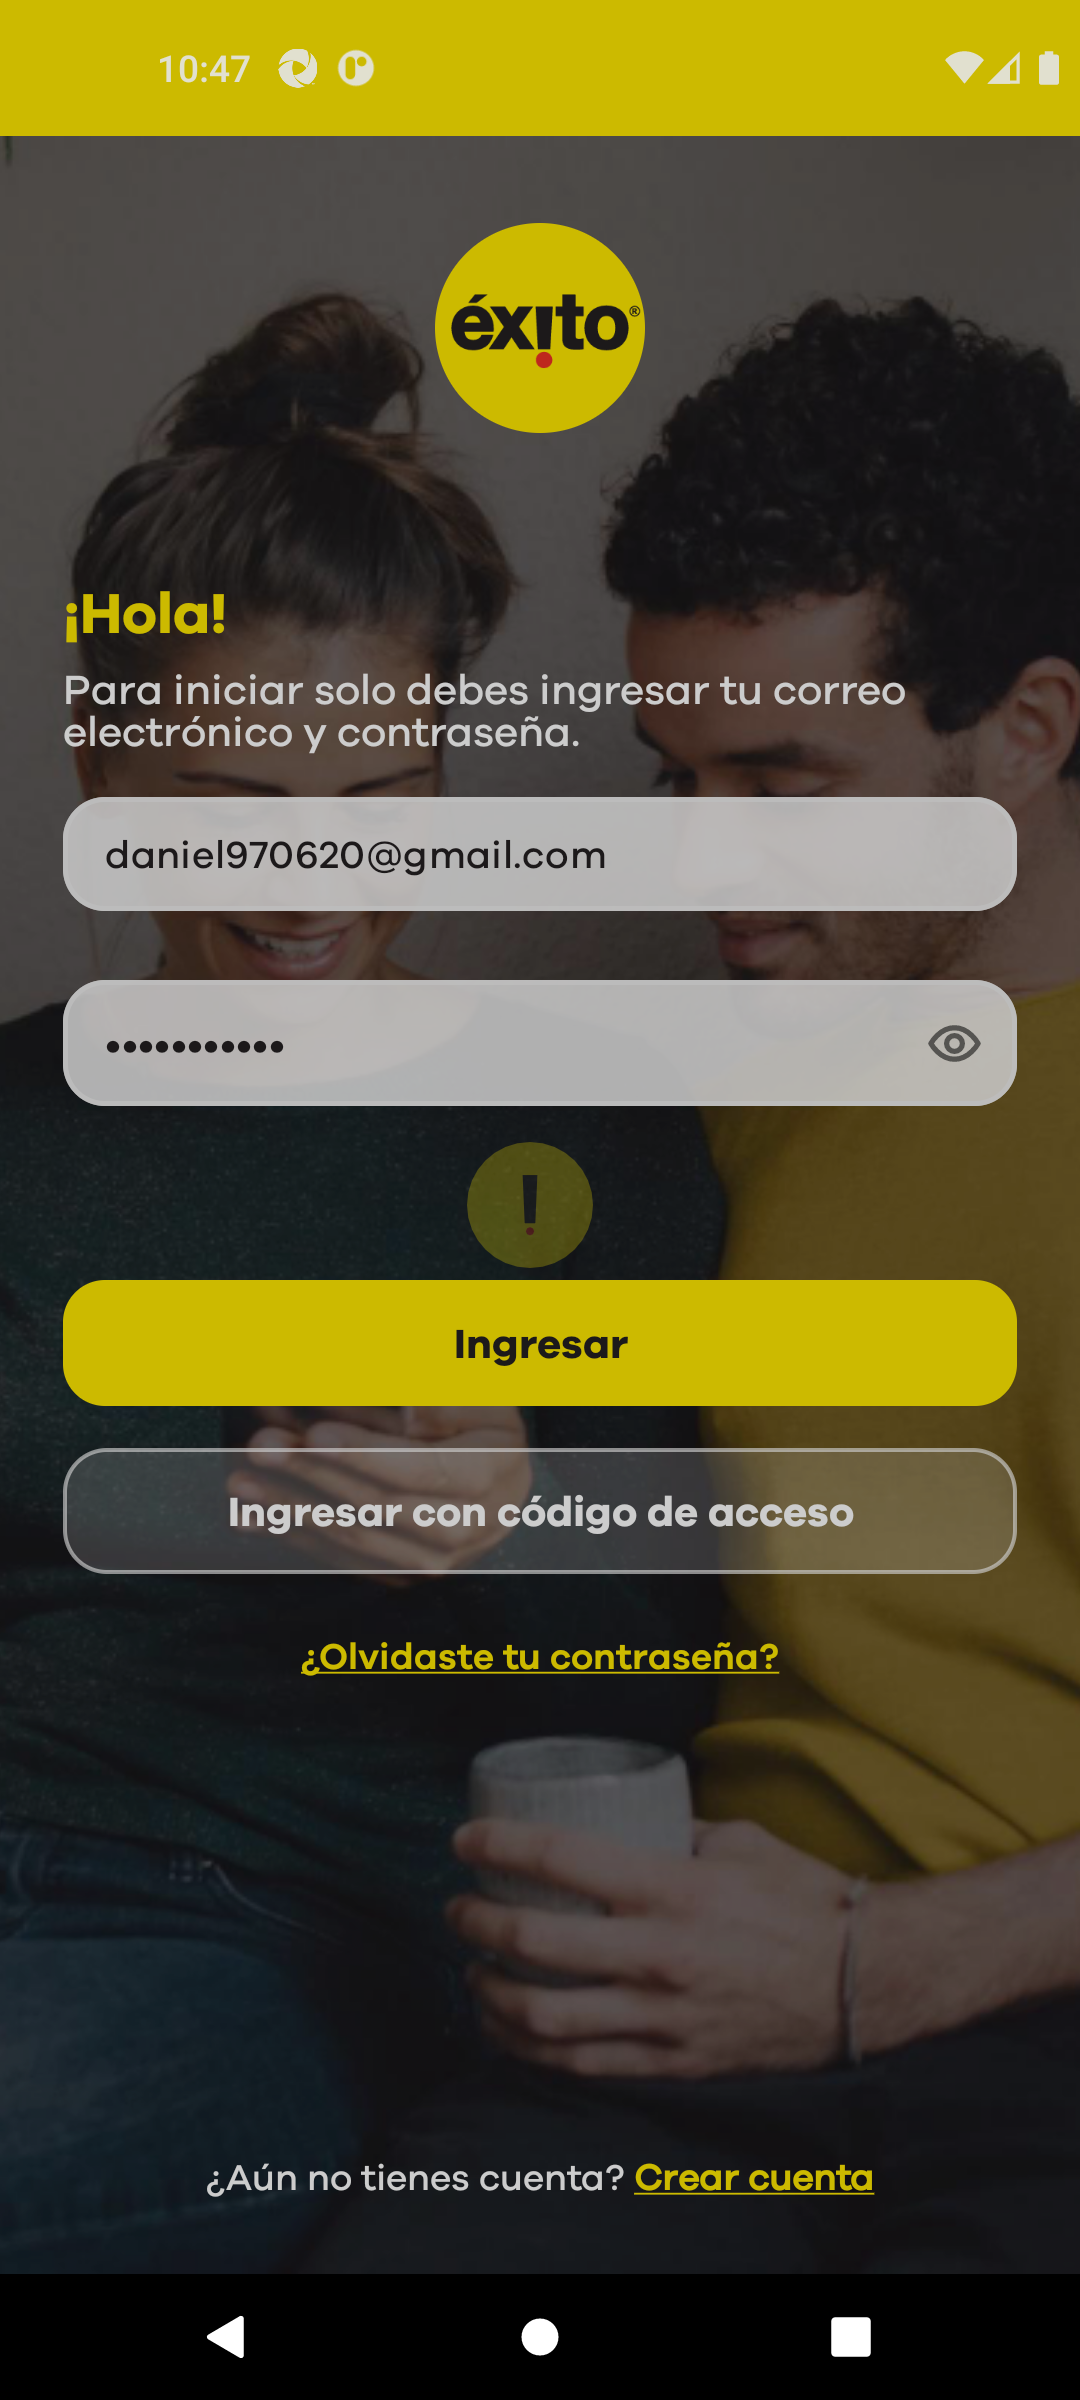 10:47
éxito®
¡Hola!
Para iniciar solo debes ingresar tu correo
electrónico y contraseña.
daniel970620@gmail.com
•••••••••••
!
Ingresar
Ingresar con código de acceso
¿Olvidaste tu contraseña?
¿Aún no tienes cuenta? Crear cuenta